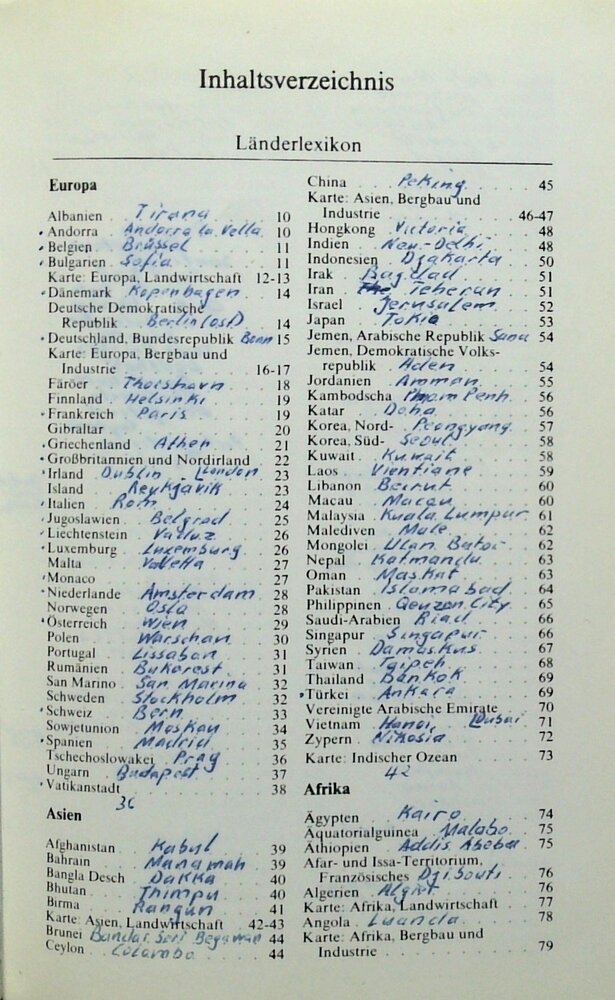 Inhaltsverzeichnis
Länderlexikon
Europa
Albanien . Tirana . 10
• Andorra . Andorra la Vella . 10
• Belgien . Brüssel . 11
• Bulgarien . Sofia . 11
Karte: Europa, Landwirtschaft 12-13
• Dänemark . Kopenhagen . 14
Deutsche Demokratische
Republik . Berlin (ost) . 14
• Deutschland, Bundesrepublik Bonn 15
Karte: Europa, Bergbau und
Industrie . 16-17
Färöer . Thorshavn . 18
Finnland . Helsinki . 19
• Frankreich . Paris . 19
Gibraltar . 20
• Griechenland . Athen . 21
• Großbritannien und Nordirland . 22
• Irland Dublin . London . 23
Island . Reykjavik . 23
• Italien . Rom . 24
• Jugoslawien . Belgrad . 25
• Liechtenstein . Vaduz . 26
• Luxemburg . Luxemburg . 26
Malta . Valletta . 27
• Monaco . 27
• Niederlande . Amsterdam . 28
Norwegen . Oslo . 28
• Österreich . Wien . 29
Polen . Warschau . 30
Portugal . Lissabon . 31
Rumänien . Bukarest . 31
San Marino . San Marino . 32
Schweden . Stockholm . 32
• Schweiz . Bern . 33
Sowjetunion . Moskau . 34
• Spanien . Madrid . 35
Tschechoslowakei . Prag . 36
Ungarn . Budapest . 37
• Vatikanstadt . 38
36
Asien
Afghanistan . Kabul . 39
Bahrain . Manamah . 39
Bangla Desch . Dakka . 40
Bhutan . Thimpu . 40
Birma . Rangun . 41
Karte: Asien, Landwirtschaft . 42-43
Brunei Bandar Seri Begawan 44
Ceylon . Colombo . 44
China . Peking . 45
Karte: Asien, Bergbau und
Industrie . 46-47
Hongkong . Victoria . 48
Indien . Neu-Delhi . 48
Indonesien . Djakarta . 50
Irak . Bagdad . 51
Iran . Teheran . 51
Israel . Jerusalem . 52
Japan . Tokio . 53
Jemen, Arabische Republik Sana 54
Jemen, Demokratische Volks-
republik . Aden . 54
Jordanien . Amman . 55
Kambodscha Phnom Penh . 56
Katar . Doha . 56
Korea, Nord- . Peongyang . 57
Korea, Süd- . Seoul . 58
Kuwait . Kuwait . 58
Laos . Vientiane . 59
Libanon . Beirut . 60
Macau . Macau . 60
Malaysia . Kuala Lumpur . 61
Malediven . Male . 62
Mongolei . Ulan Bator . 62
Nepal . Katmandu . 63
Oman . Maskat . 63
Pakistan . Islamabad . 64
Philippinen . Qeuzon City . 65
Saudi-Arabien . Riad . 66
Singapur . Singapur . 66
Syrien . Damaskus . 67
Taiwan . Taipeh . 68
Thailand . Bankok . 69
• Türkei . Ankara . 69
Vereinigte Arabische Emirate . 70
Vietnam . Hanoi . Dubai . 71
Zypern . Nikosia . 72
Karte: Indischer Ozean . 73
42
Afrika
Ägypten . Kairo . 74
Äquatorialguinea . Malabo . 75
Äthiopien . Addis Abeba . 75
Afar- und Issa-Territorium,
Französisches . Djibouti . 76
Algerien . Algier . 76
Karte: Afrika, Landwirtschaft . 77
Angola . Luanda . 78
Karte: Afrika, Bergbau und
Industrie . 79